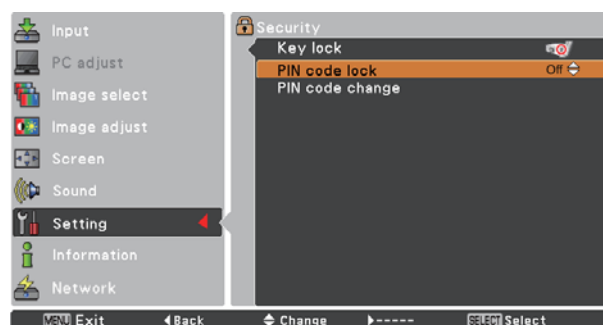 Input
PC adjust
Image select
Image adjust
Screen
Sound
Setting
Information
Network
Security
Key lock
PIN code lock Off
PIN code change
MENU Exit Back Change ----- SELECT Select